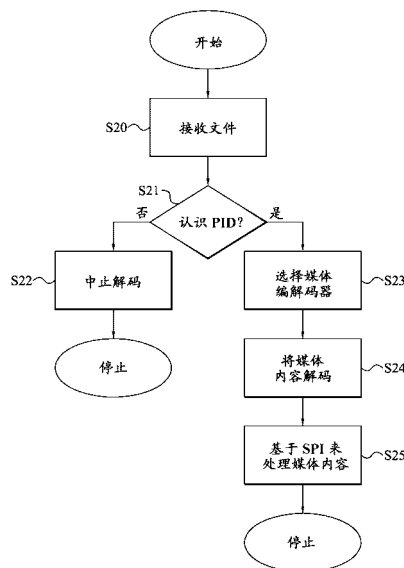 开始
S20
接收文件
S21
认识 PID?
否
是
S22
中止解码
选择媒体
编解码器
S23
停止
将媒体
内容解码
S24
基于 SPI 来
处理媒体内容
S25
停止